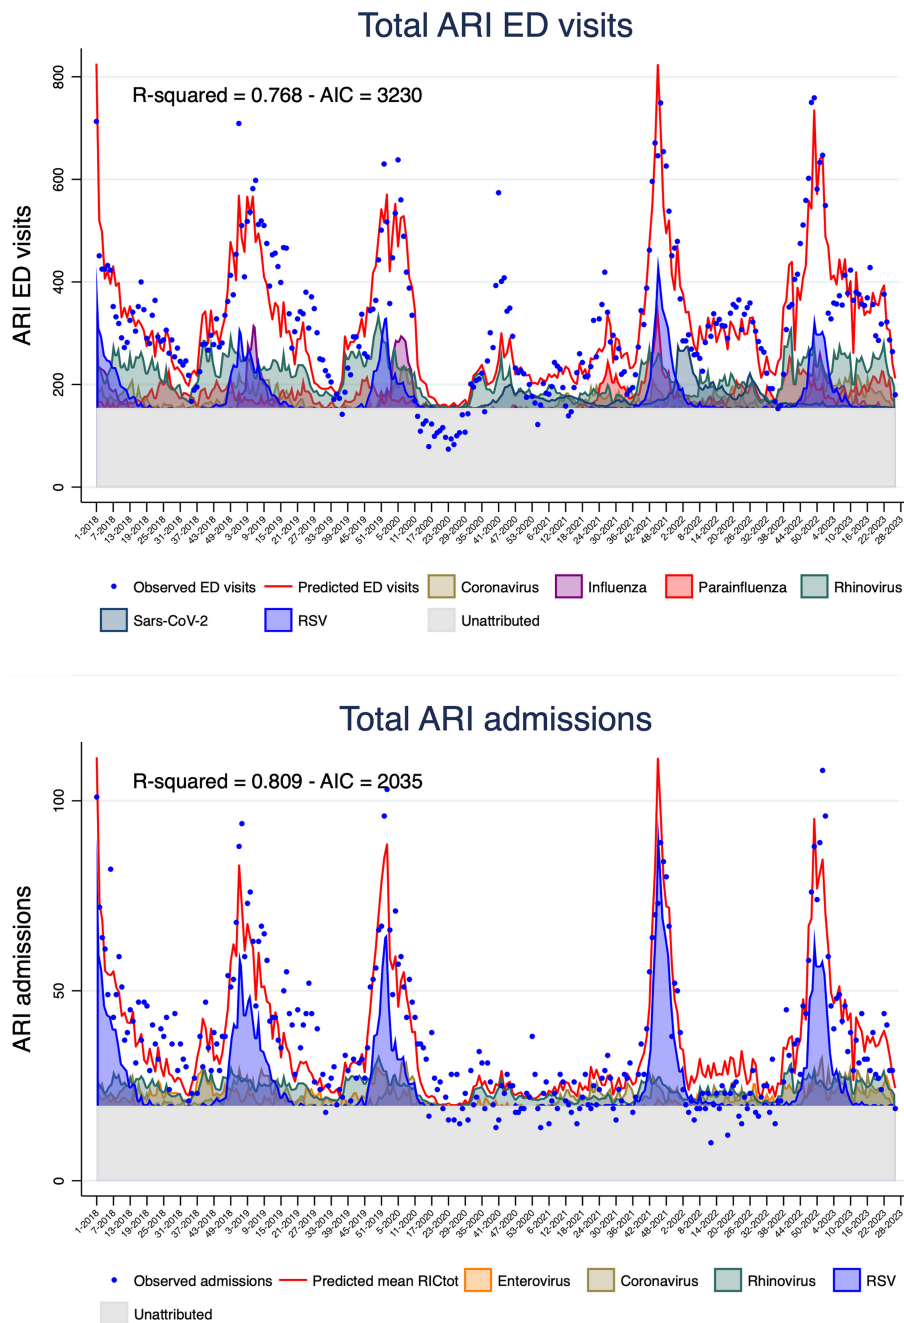 Total ARI ED visits
R-squared = 0.768 - AIC = 3230
ARI ED visits
800
600
400
200
0
1-2018 7-2018 13-2018 19-2018 25-2018 31-2018 37-2018 43-2018 49-2018 3-2019 9-2019 15-2019 21-2019 27-2019 33-2019 39-2019 45-2019 51-2019 5-2020 11-2020 17-2020 23-2020 29-2020 35-2020 41-2020 47-2020 53-2020 6-2021 12-2021 18-2021 24-2021 30-2021 36-2021 42-2021 48-2021 2-2022 8-2022 14-2022 20-2022 26-2022 32-2022 38-2022 44-2022 50-2022 4-2023 10-2023 16-2023 22-2023 28-2023
Observed ED visits Predicted ED visits Coronavirus Influenza Parainfluenza Rhinovirus
Sars-CoV-2 RSV Unattributed
Total ARI admissions
R-squared = 0.809 - AIC = 2035
ARI admissions
100
50
0
1-2018 7-2018 13-2018 19-2018 25-2018 31-2018 37-2018 43-2018 49-2018 3-2019 9-2019 15-2019 21-2019 27-2019 33-2019 39-2019 45-2019 51-2019 5-2020 11-2020 17-2020 23-2020 29-2020 35-2020 41-2020 47-2020 53-2020 6-2021 12-2021 18-2021 24-2021 30-2021 36-2021 42-2021 48-2021 2-2022 8-2022 14-2022 20-2022 26-2022 32-2022 38-2022 44-2022 50-2022 4-2023 10-2023 16-2023 22-2023 28-2023
Observed admissions Predicted mean RICtot Enterovirus Coronavirus Rhinovirus RSV
Unattributed